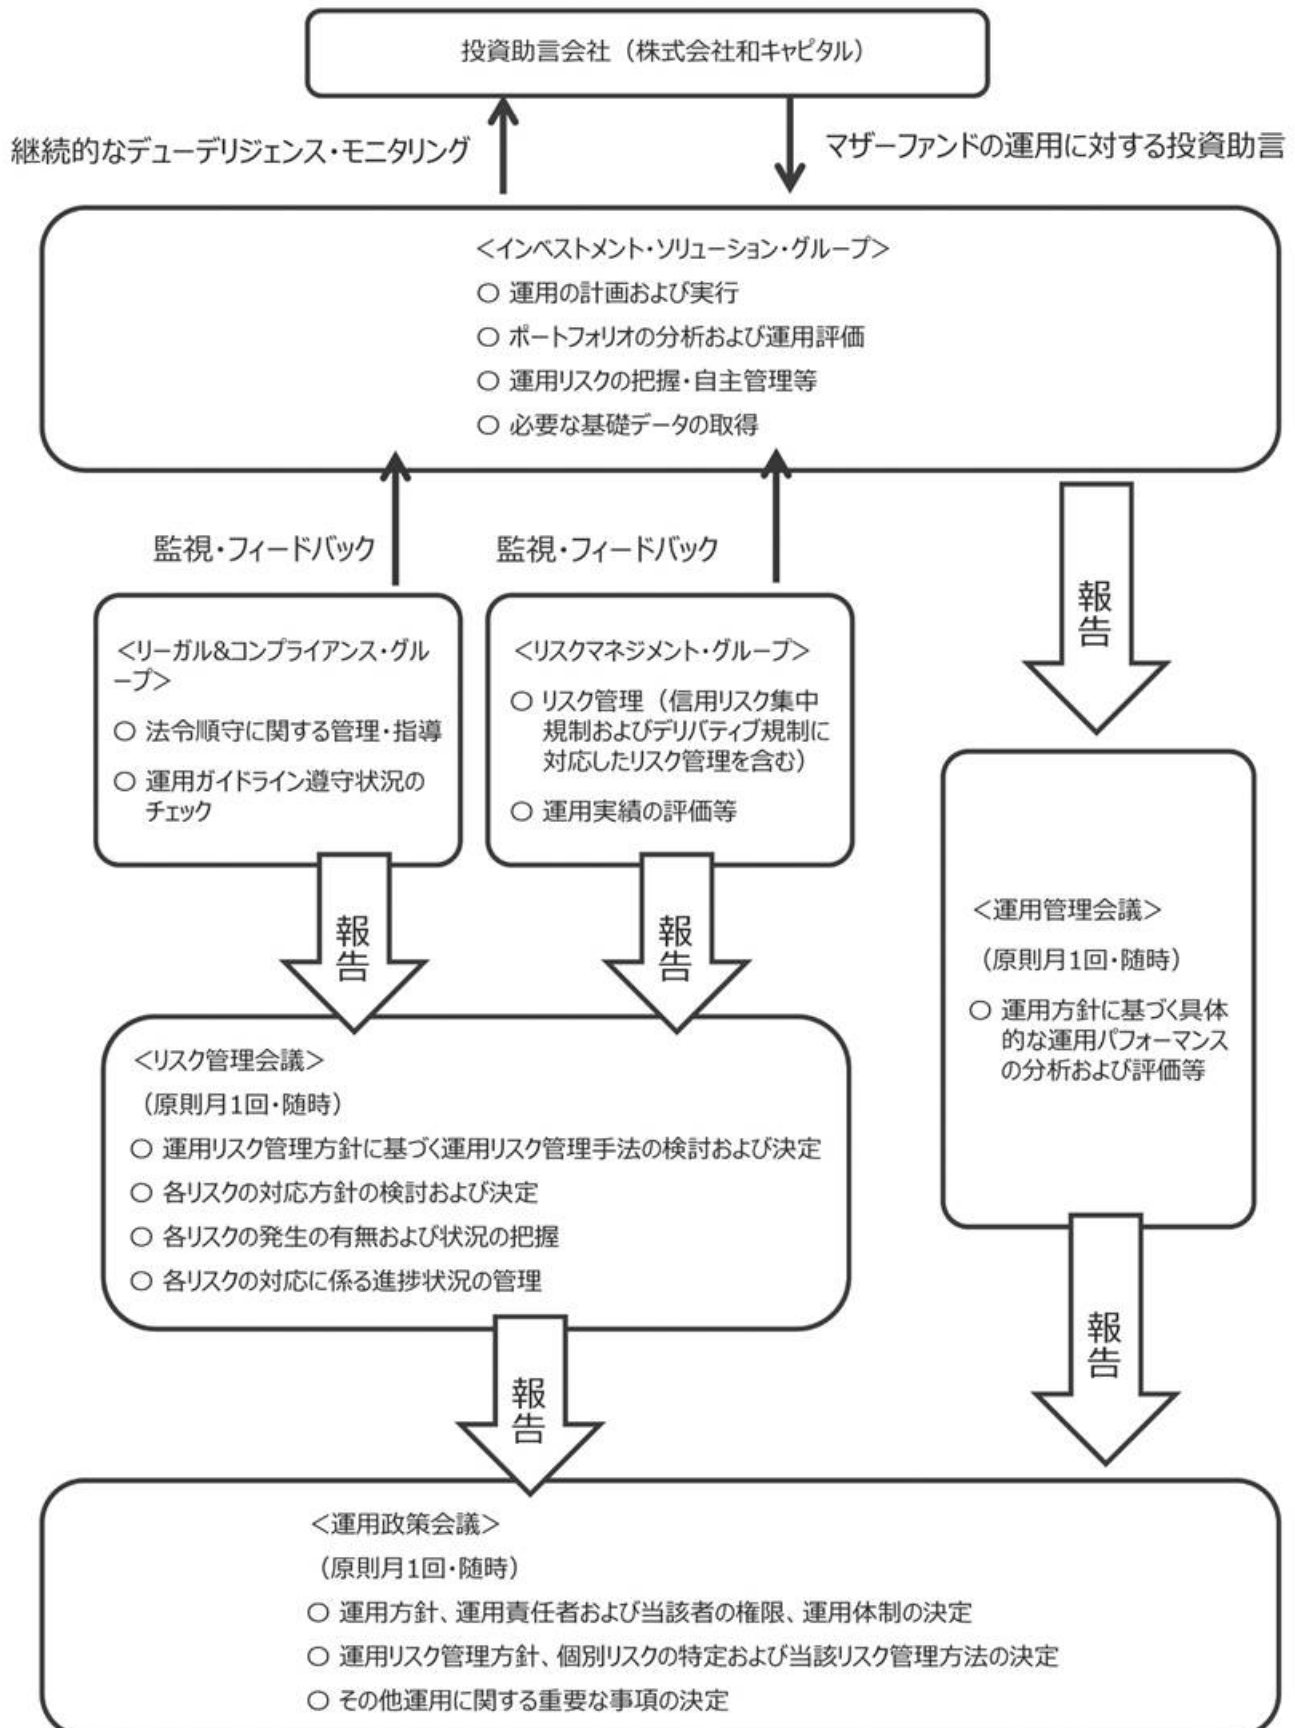 投資助言会社（株式会社和キャピタル）
継続的なデューデリジェンス・モニタリング
マザーファンドの運用に対する投資助言
＜インベストメント・ソリューション・グループ＞
○ 運用の計画および実行
○ ポートフォリオの分析および運用評価
○ 運用リスクの把握・自主管理等
○ 必要な基礎データの取得
監視・フィードバック
監視・フィードバック
報告
＜リーガル&コンプライアンス・グル
ープ＞
○ 法令順守に関する管理・指導
○ 運用ガイドライン遵守状況の
チェック
＜リスクマネジメント・グループ＞
○ リスク管理（信用リスク集中
規制およびデリバティブ規制に
対応したリスク管理を含む）
○ 運用実績の評価等
報告
報告
＜運用管理会議＞
（原則月1回・随時）
○ 運用方針に基づく具体
的な運用パフォーマンス
の分析および評価等
＜リスク管理会議＞
（原則月1回・随時）
○ 運用リスク管理方針に基づく運用リスク管理手法の検討および決定
○ 各リスクの対応方針の検討および決定
○ 各リスクの発生の有無および状況の把握
○ 各リスクの対応に係る進捗状況の管理
報告
報告
＜運用政策会議＞
（原則月1回・随時）
○ 運用方針、運用責任者および当該者の権限、運用体制の決定
○ 運用リスク管理方針、個別リスクの特定および当該リスク管理方法の決定
○ その他運用に関する重要な事項の決定